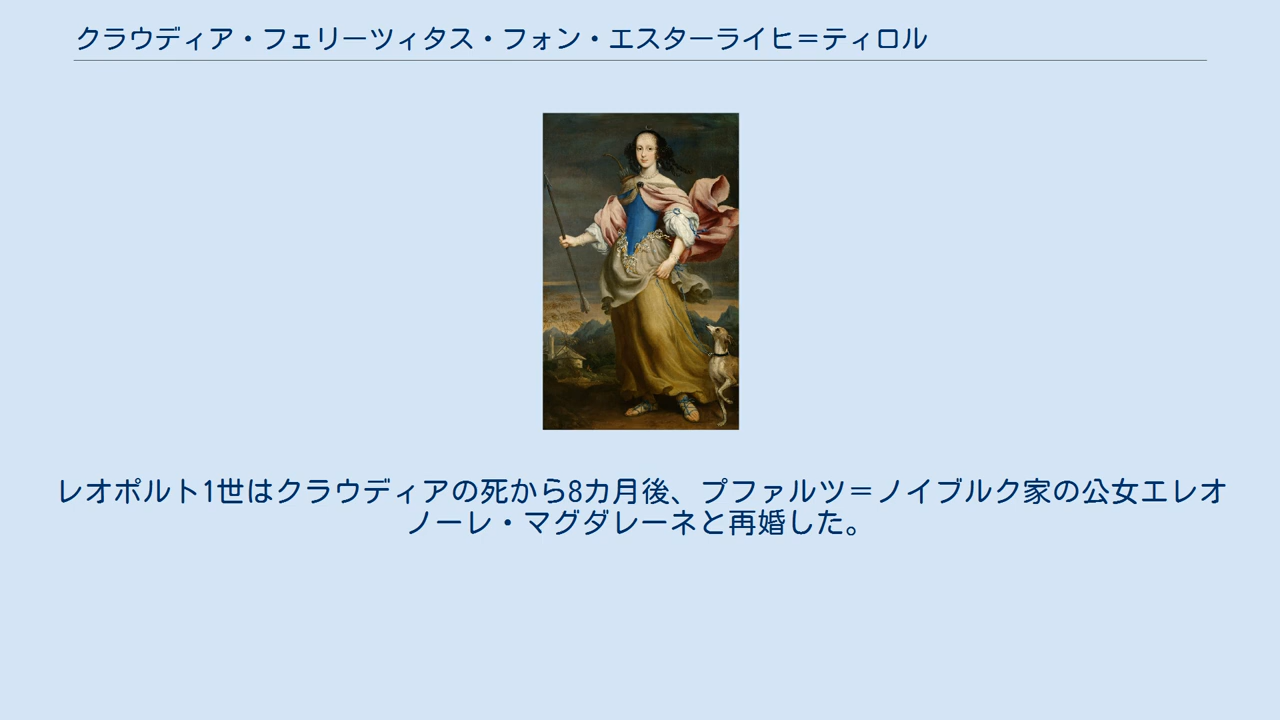 クラウディア・フェリーツィタス・フォン・エスターライヒ＝ティロル
レオポルト1世はクラウディアの死から8カ月後、プファルツ＝ノイブルク家の公女エレオ
ノーレ・マグダレーネと再婚した。